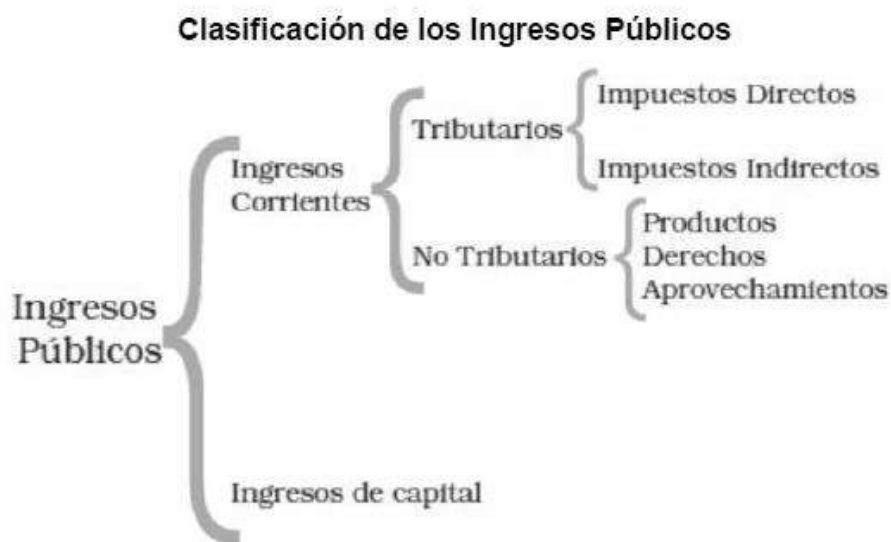 Clasificación de los Ingresos Públicos
Ingresos
Públicos
Ingresos
Corrientes
Tributarios
Impuestos Directos
Impuestos Indirectos
No Tributarios
Productos
Derechos
Aprovechamientos
Ingresos de capital